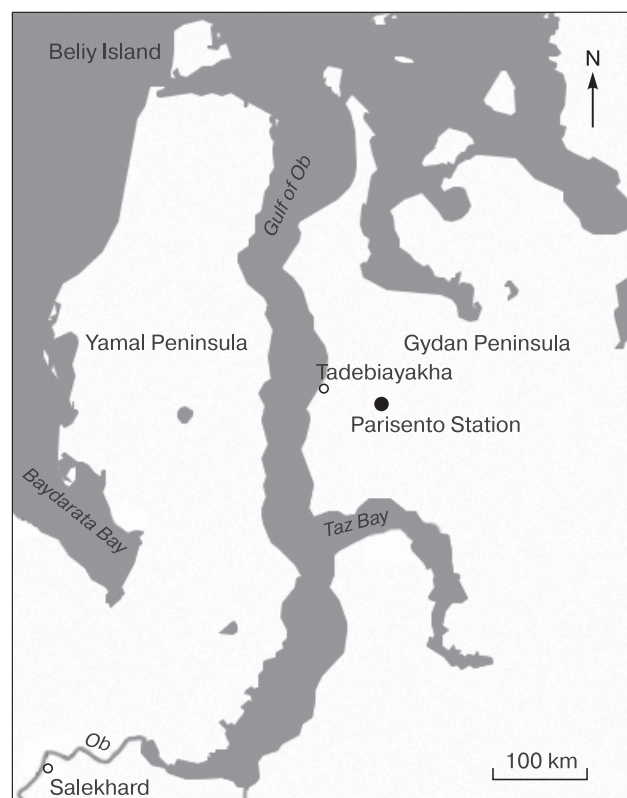 Beliy Island
N
Gulf of Ob
Yamal Peninsula
Gydan Peninsula
Tadebiayakha
Parisento Station
Baydarata Bay
Taz Bay
Ob
100 km
Salekhard